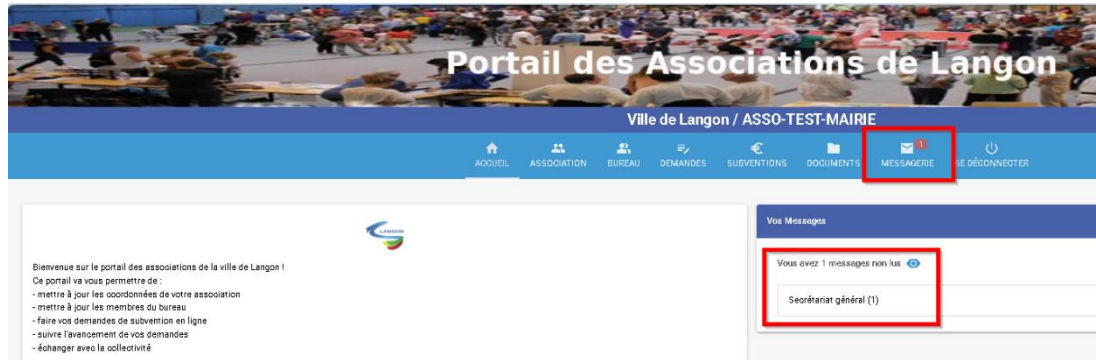 Portail des Associations de Langon
Ville de Langon / ASSO-TEST-MAIRIE
1
ACCUEIL ASSOCIATION BUREAU DEMANDES SUBVENTIONS DOCUMENTS MESSAGERIE SE DÉCONNECTER
LANGON
Bienvenue sur le portail des associations de la ville de Langon !
Ce portail va vous permettre de :
- mettre à jour les coordonnées de votre association
- mettre à jour les membres du bureau
- faire vos demandes de subvention en ligne
- suivre l'avancement de vos demandes
- échanger avec la collectivité
Vos Messages
Vous avez 1 messages non lus
Secrétariat général (1)